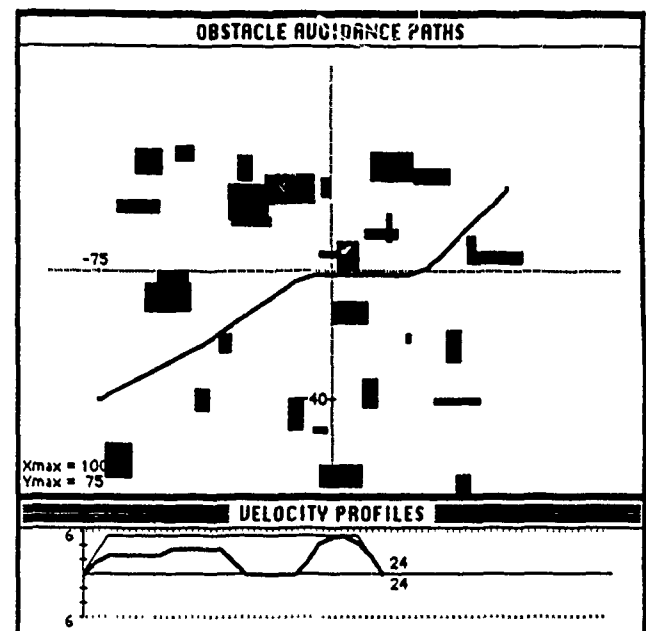 OBSTACLE AVOIDANCE PATHS
-75
-40
Xmax = 100
Ymax = 75
VELOCITY PROFILES
6
24
24
6